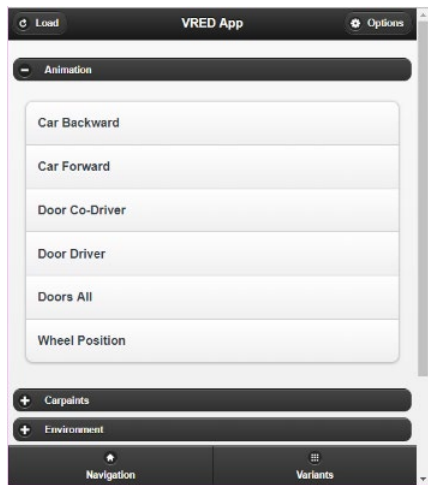 Load VRED App Options
Animation
Car Backward
Car Forward
Door Co-Driver
Door Driver
Doors All
Wheel Position
Carpaints
Environment
Navigation Variants